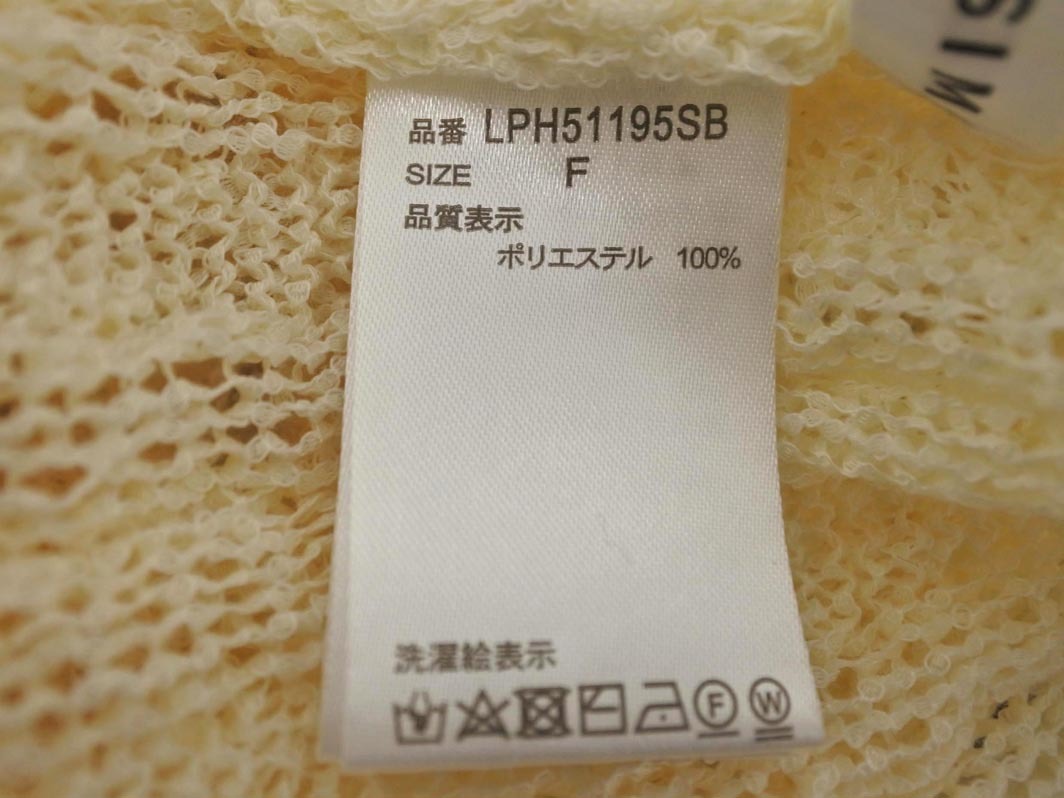 SIM
品番 LPH51195SB
SIZE F
品質表示
ポリエステル 100%
洗濯絵表示
F W